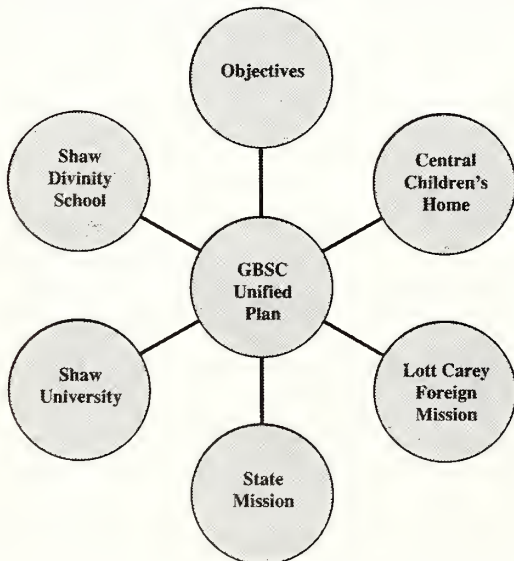 Objectives
Shaw
Divinity
School
Central
Children's
Home
GBSC
Unified
Plan
Shaw
University
Lott Carey
Foreign
Mission
State
Mission